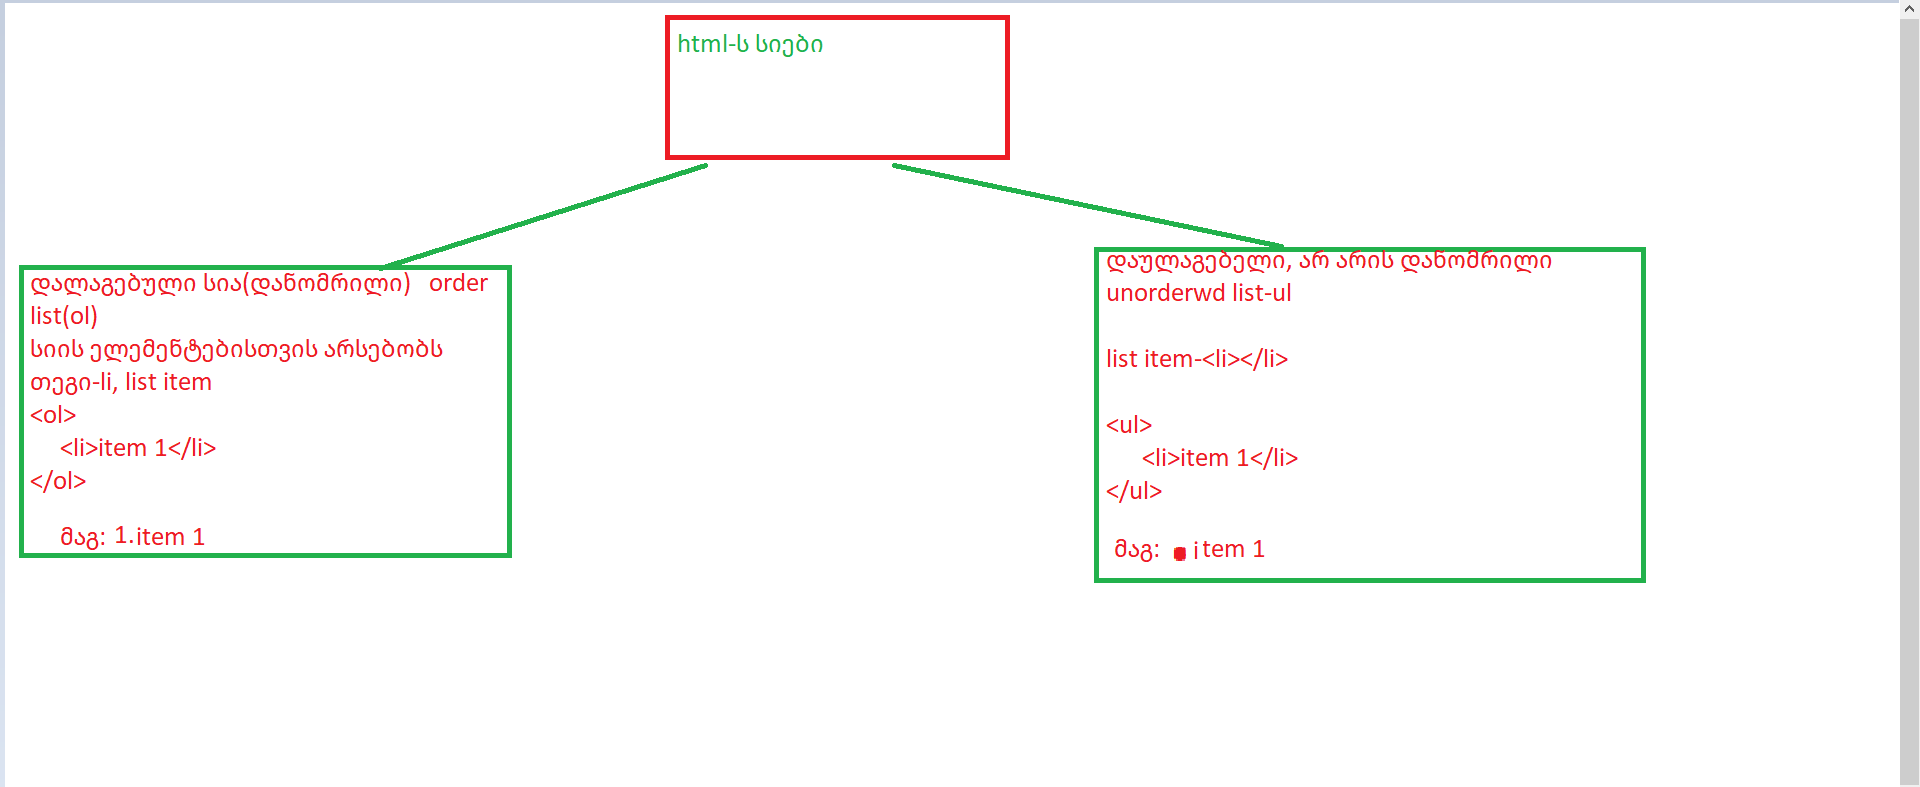 html-ს სიები
დალაგებული სია(დანომრილი) order
list(ol)
სიის ელემენტებისთვის არსებობს
თეგი-li, list item
<ol>
<li>item 1</li>
</ol>
მაგ: 1.item 1
დაულაგებელი, არ არის დანომრილი
unorderwd list-ul
list item-<li></li>
<ul>
<li>item 1</li>
</ul>
მაგ: • item 1